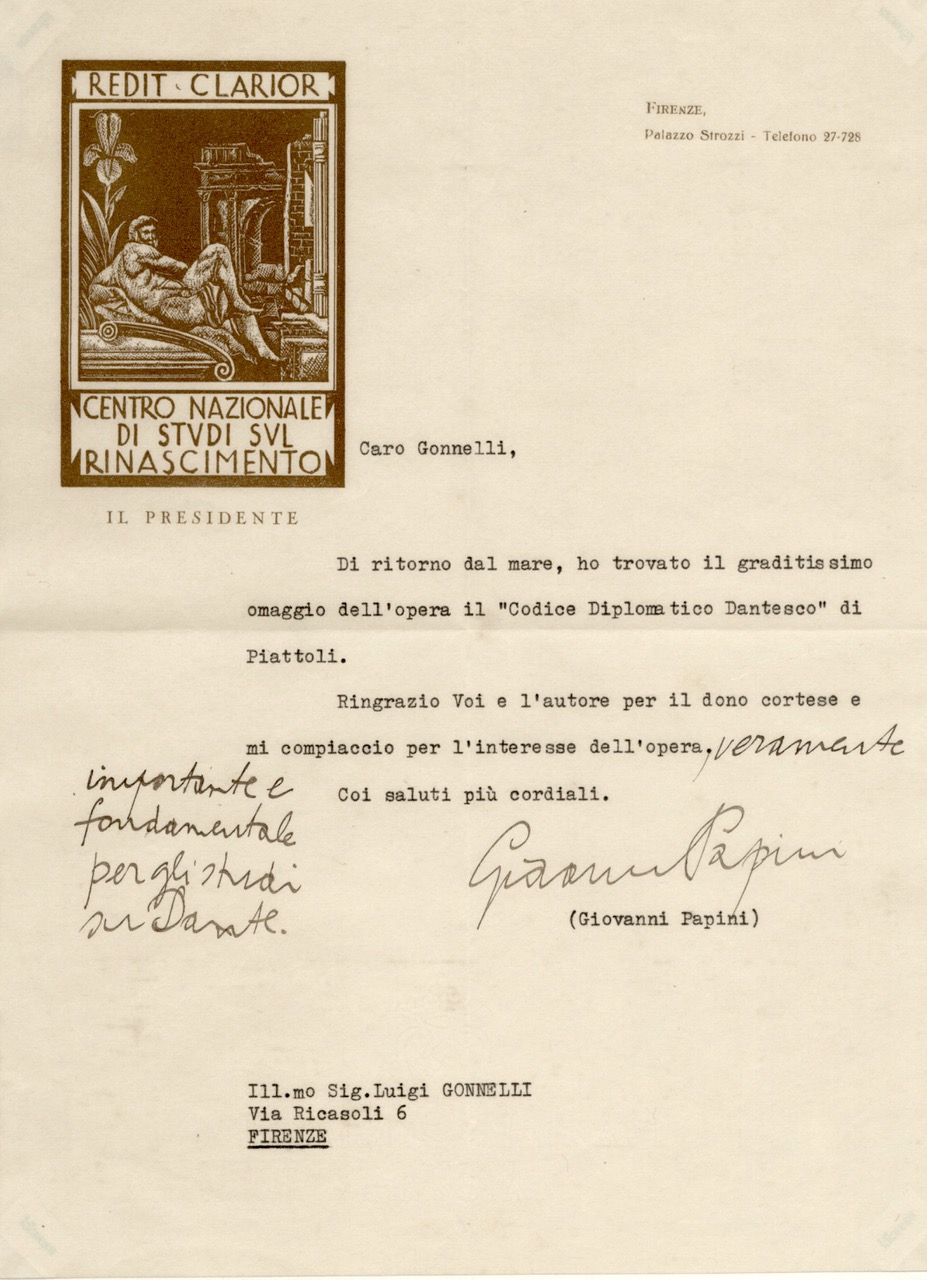 REDIT · CLARIOR
CENTRO NAZIONALE
DI STVDI SVL
RINASCIMENTO
IL PRESIDENTE
FIRENZE,
Palazzo Strozzi - Telefono 27-728
Caro Gonnelli,
Di ritorno dal mare, ho trovato il graditissimo
omaggio dell'opera il "Codice Diplomatico Dantesco" di
Piattoli.
Ringrazio Voi e l'autore per il dono cortese e
mi compiaccio per l'interesse dell'opera, veramente
importante e
fondamentale
per gli studi
su Dante.
Coi saluti più cordiali.
Giovanni Papini
(Giovanni Papini)
Ill.mo Sig.Luigi GONNELLI
Via Ricasoli 6
FIRENZE